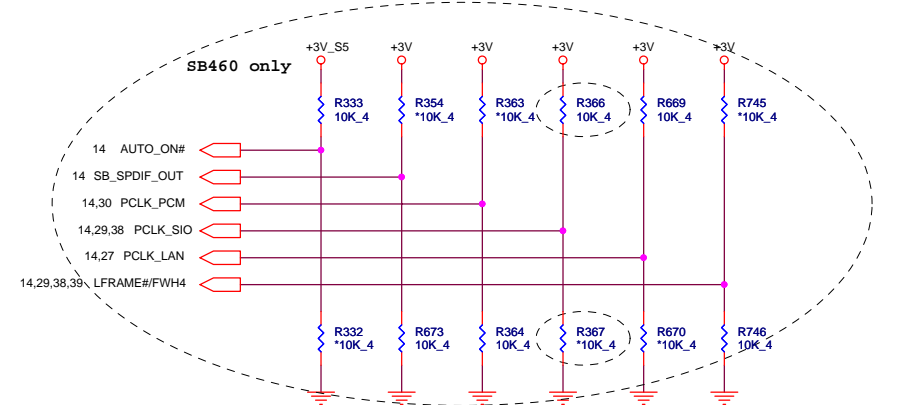 +3V_S5 +3V +3V +3V +3V +3V
SB460 only
R333 R354 R363 R366 R669 R745
10K_4 *10K_4 *10K_4 10K_4 10K_4 *10K_4
14 AUTO_ON#
14 SB_SPDIF_OUT
14,30 PCLK_PCM
14,29,38 PCLK_SIO
14,27 PCLK_LAN
14,29,38,39 LFRAME#/FWH4
R332 R673 R364 R367 R670 R746
*10K_4 10K_4 10K_4 *10K_4 *10K_4 10K_4